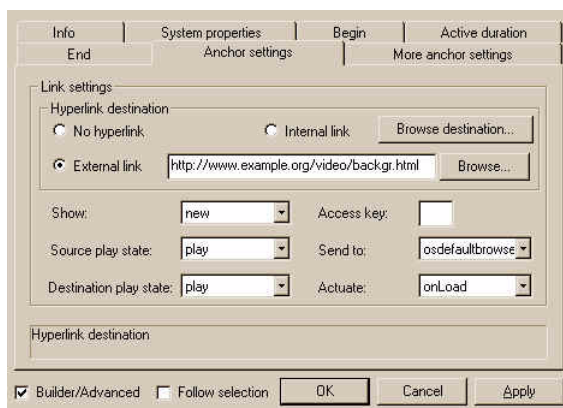 Info System properties Begin Active duration
End Anchor settings More anchor settings
Link settings
Hyperlink destination
No hyperlink Internal link Browse destination...
External link http://www.example.org/video/backgr.html Browse...
Show: new Access key:
Source play state: play Send to: osdefaultbrowse
Destination play state: play Actuate: onLoad
Hyperlink destination
Builder/Advanced Follow selection OK Cancel Apply